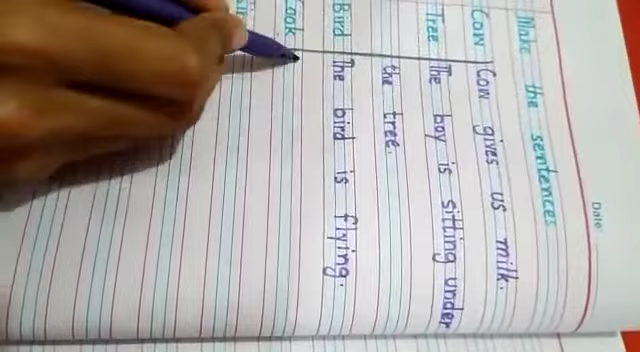 Date:
Make the sentences
Cow Cow gives us milk.
Tree The boy is sitting under
the tree.
Bird The bird is flying.
Cook